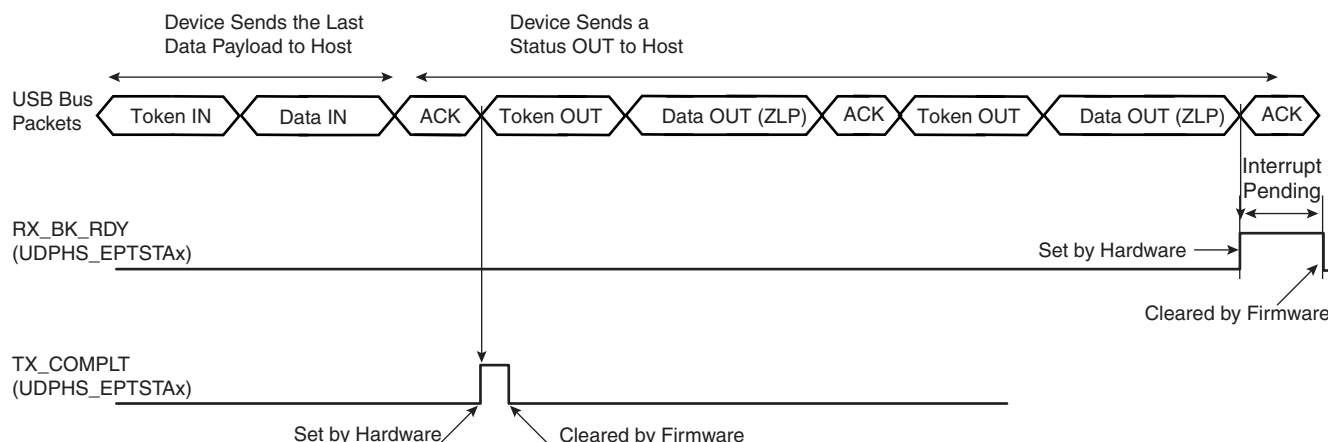 Device Sends the Last
Data Payload to Host
Device Sends a
Status OUT to Host
USB Bus
Packets
Token IN
Data IN
ACK
Token OUT
Data OUT (ZLP)
ACK
Token OUT
Data OUT (ZLP)
ACK
Interrupt
Pending
RX_BK_RDY
(UDPHS_EPTSTAx)
Set by Hardware
Cleared by Firmware
TX_COMPLT
(UDPHS_EPTSTAx)
Set by Hardware
Cleared by Firmware